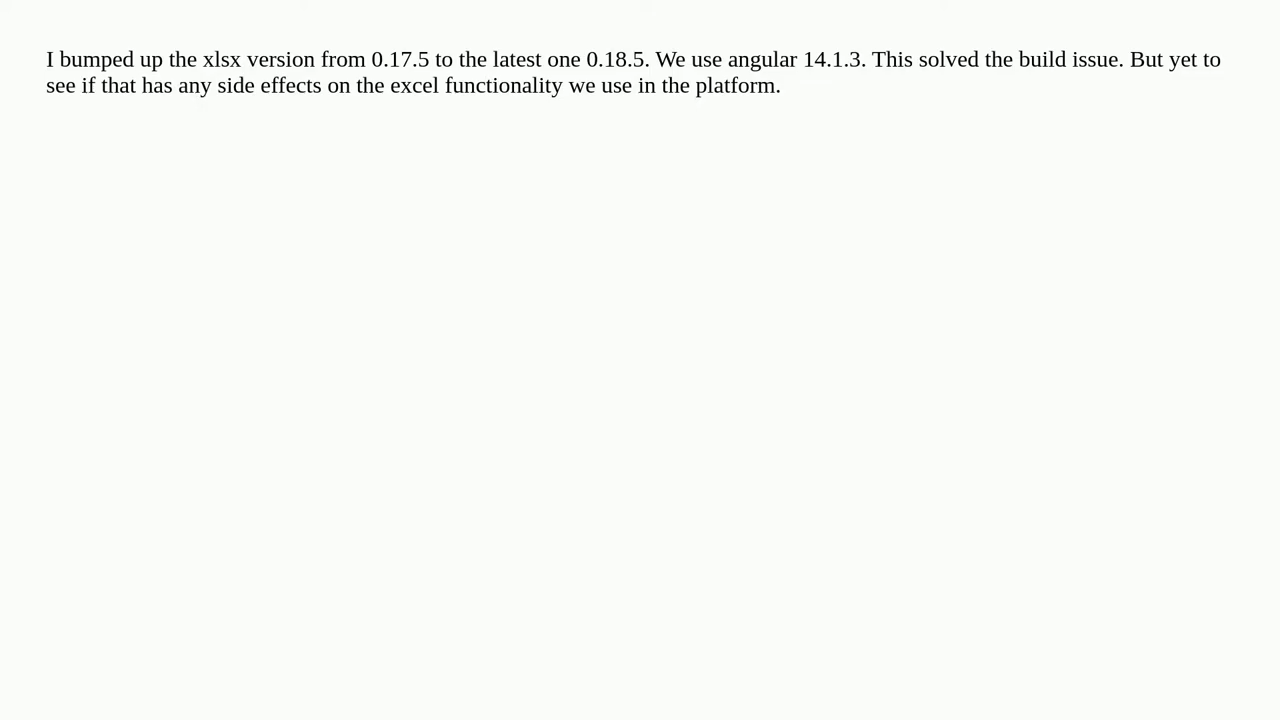 I bumped up the xlsx version from 0.17.5 to the latest one 0.18.5. We use angular 14.1.3. This solved the build issue. But yet to
see if that has any side effects on the excel functionality we use in the platform.